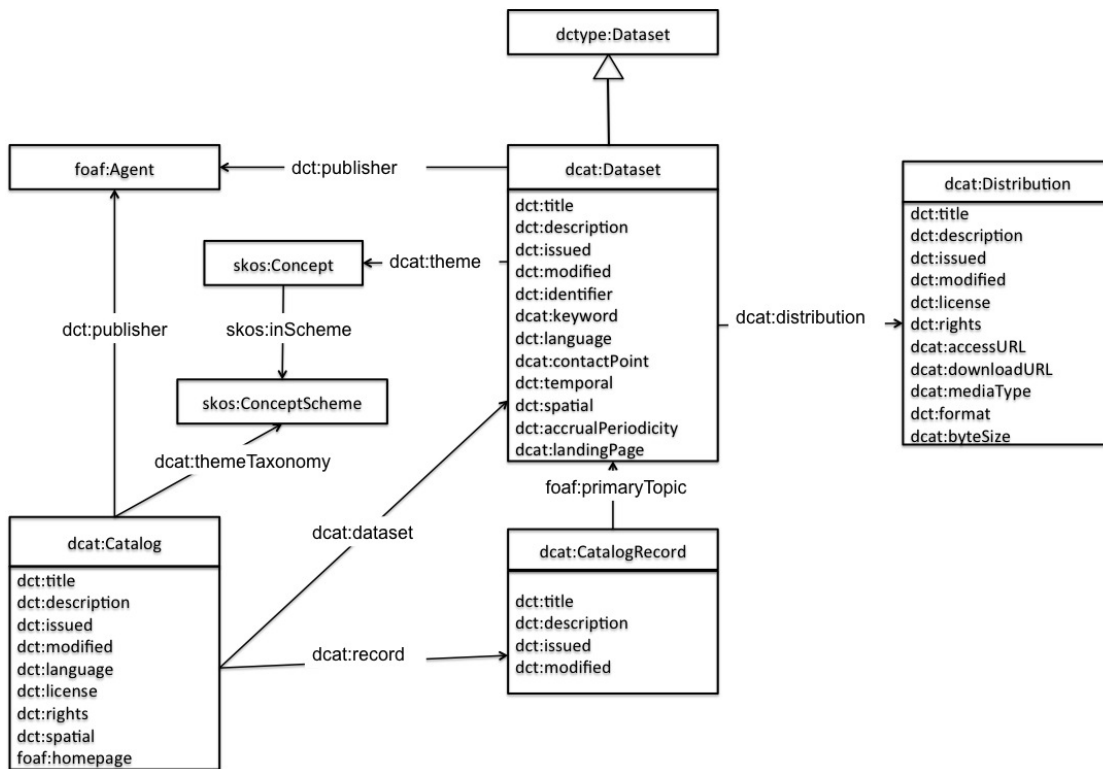 dctype:Dataset
foaf:Agent
dct:publisher
dcat:Dataset
dct:title
dct:description
dct:issued
dct:modified
dct:identifier
dcat:keyword
dct:language
dcat:contactPoint
dct:temporal
dct:spatial
dct:accrualPeriodicity
dcat:landingPage
dcat:Distribution
dct:title
dct:description
dct:issued
dct:modified
dct:license
dct:rights
dcat:accessURL
dcat:downloadURL
dcat:mediaType
dct:format
dcat:byteSize
skos:Concept
dcat:theme
dcat:distribution
dct:publisher
skos:inScheme
skos:ConceptScheme
dcat:themeTaxonomy
foaf:primaryTopic
dcat:dataset
dcat:Catalog
dct:title
dct:description
dct:issued
dct:modified
dct:language
dct:license
dct:rights
dct:spatial
foaf:homepage
dcat:record
dcat:CatalogRecord
dct:title
dct:description
dct:issued
dct:modified